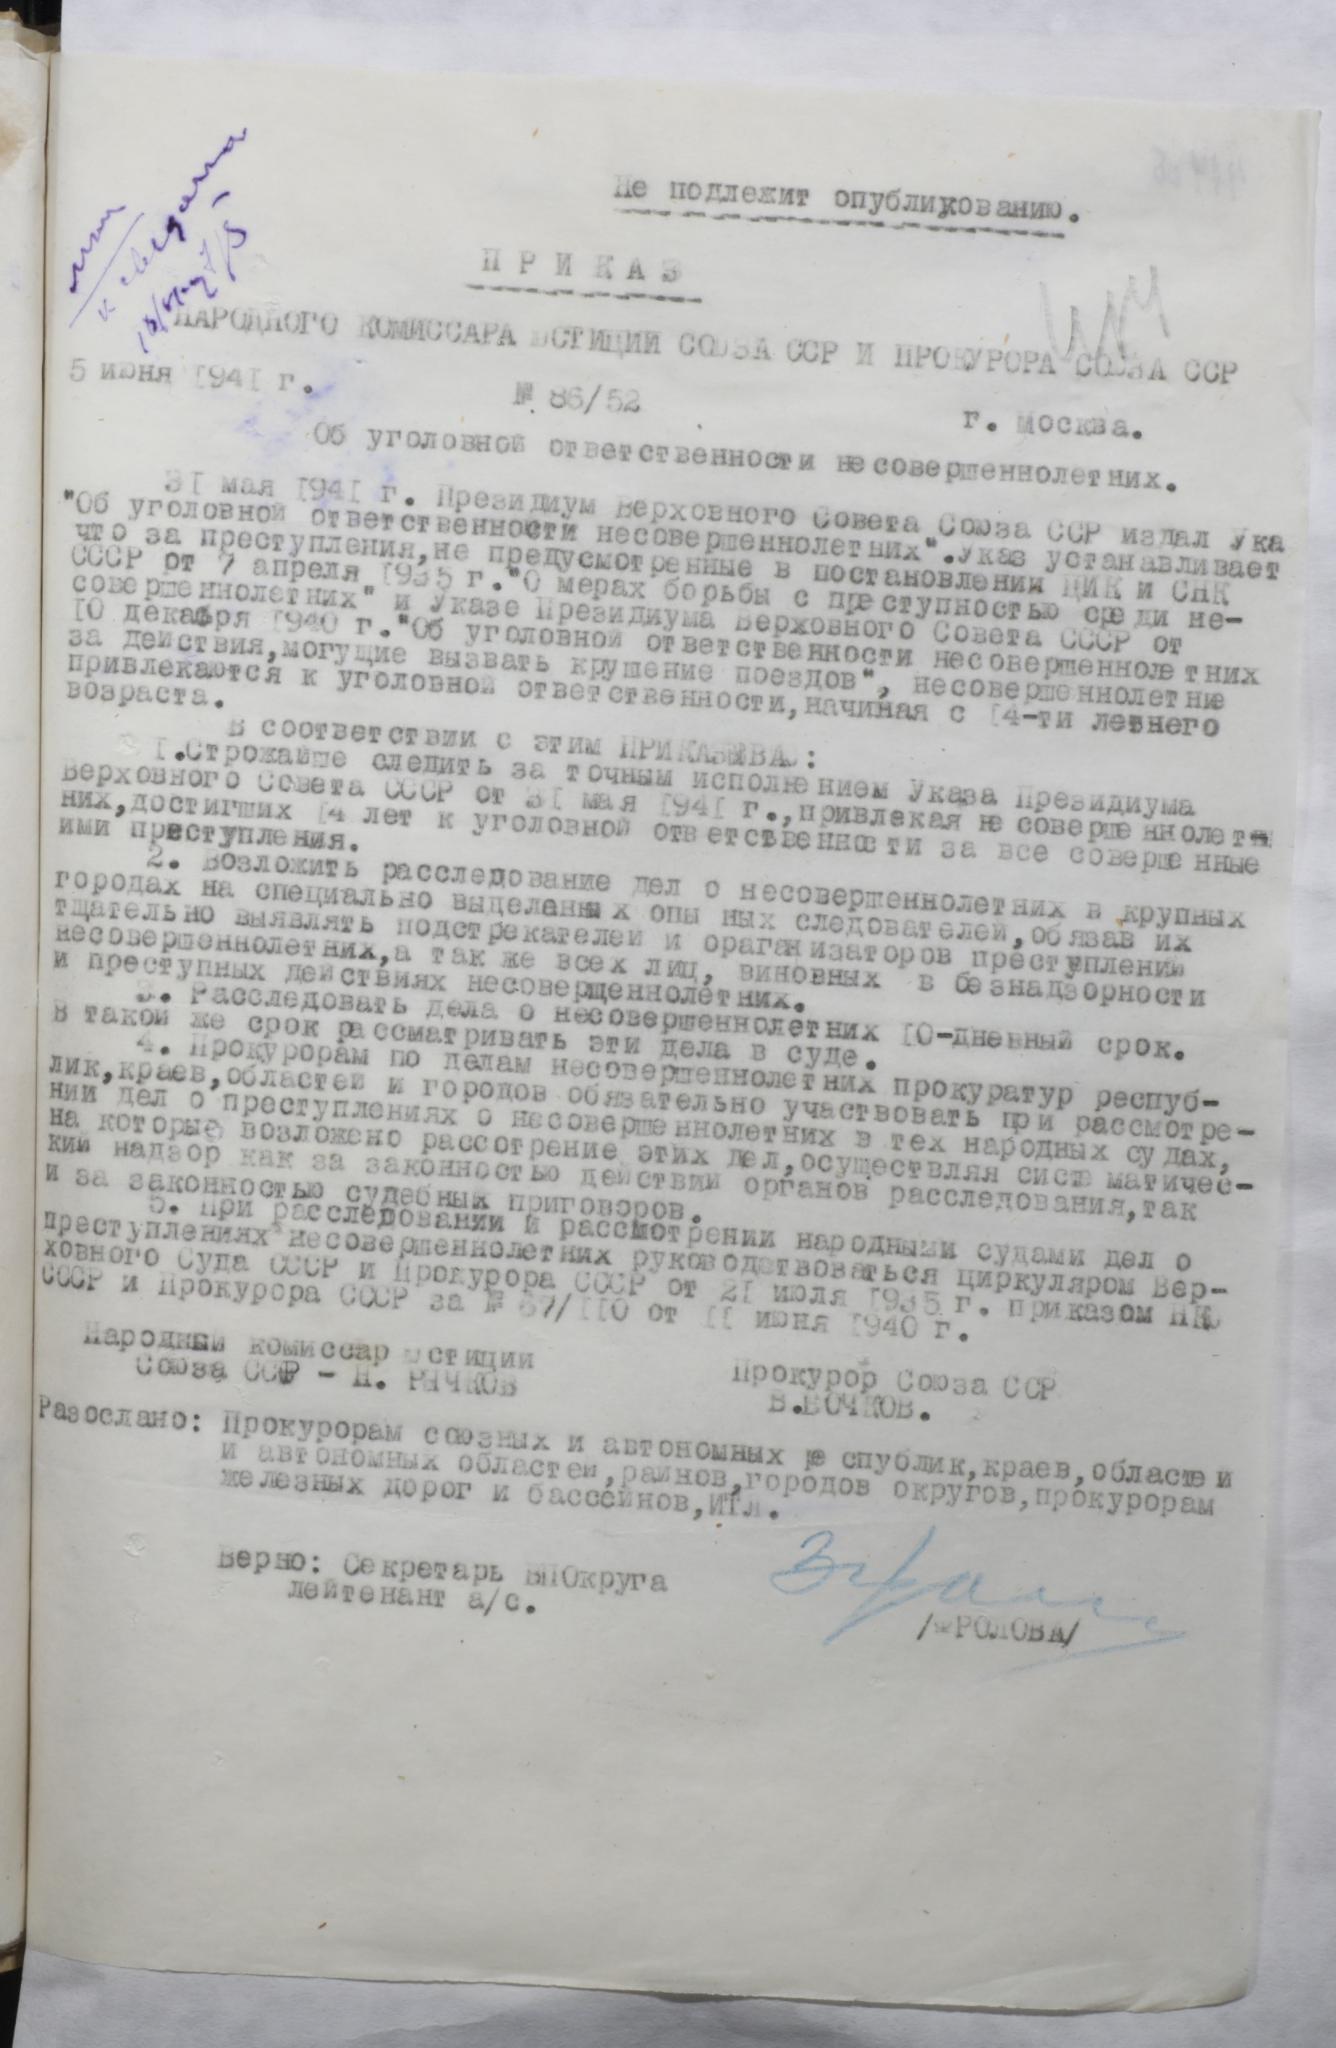 Не подлежит опубликованию.
к сведению
ПРИКАЗ
НАРОДНОГО КОМИССАРА ЮСТИЦИИ СОЮЗА ССР И ПРОКУРОРА СОЮЗА ССР
5 июня 1941 г.
№ 86/52
г. Москва.
Об уголовной ответственности несовершеннолетних.
31 мая 1941 г. Президиум Верховного Совета Союза ССР издал Ука
"Об уголовной ответственности несовершеннолетних".Указ устанавливает
что за преступления,не предусмотренные в постановлении ЦИК и СНК
СССР от 7 апреля 1935 г."О мерах борьбы с преступностью среди не-
совершеннолетних" и Указе Президиума Верховного Совета СССР от
10 декабря 1940 г."Об уголовной ответственности несовершеннолетних
за действия,могущие вызвать крушение поездов", несовершеннолетние
привлекаются к уголовной ответственности,начиная с 14-ти летнего
возраста.
В соответствии с этим ПРИКАЗЫВАЮ:
1.Строжайше следить за точным исполнением Указа Президиума
Верховного Совета СССР от 31 мая 1941 г.,привлекая несовершеннолетн
них,достигших 14 лет к уголовной ответственности за все совершенные
ими преступления.
2. Возложить расследование дел о несовершеннолетних в крупных
городах на специально выделенных опы ных следователей,обязав их
тщательно выявлять подстрекателей и ораганизаторов преступлений
несовершеннолетних,а так же всех лиц, виновных в безнадзорности
и преступных действиях несовершеннолетних.
3. Расследовать дела о несовершеннолетних 10-дневный срок.
В такой же срок рассматривать эти дела в суде.
4. Прокурорам по делам несовершеннолетних прокуратур респуб-
лик,краев,областей и городов обязательно участвовать при рассмотре-
нии дел о преступлениях о несовершеннолетних в тех народных судах,
на которые возложено рассотрение этих дел,осуществляя систематичес-
кий надзор как за законностью действий органов расследования,так
и за законностью судебных приговоров.
5. При расследовании и рассмотрении народными судами дел о
преступлениях несовершеннолетних руководствоваться циркуляром Вер-
ховного Суда СССР и Прокурора СССР от 21 июля 1935 г. приказом НКЮ
СССР и Прокурора СССР за № 67/110 от 11 июня 1940 г.
Народный комиссар юстиции
Союза ССР - Н. РЫЧКОВ
Прокурор Союза ССР
В.БОЧКОВ.
Разослано: Прокурорам союзных и автономных республик,краев,областей
и автономных областей,райнов,городов округов,прокурорам
железных дорог и бассейнов,ИТЛ.
Верно: Секретарь ВПОкруга
лейтенант а/с.
/ФРОЛОВА/